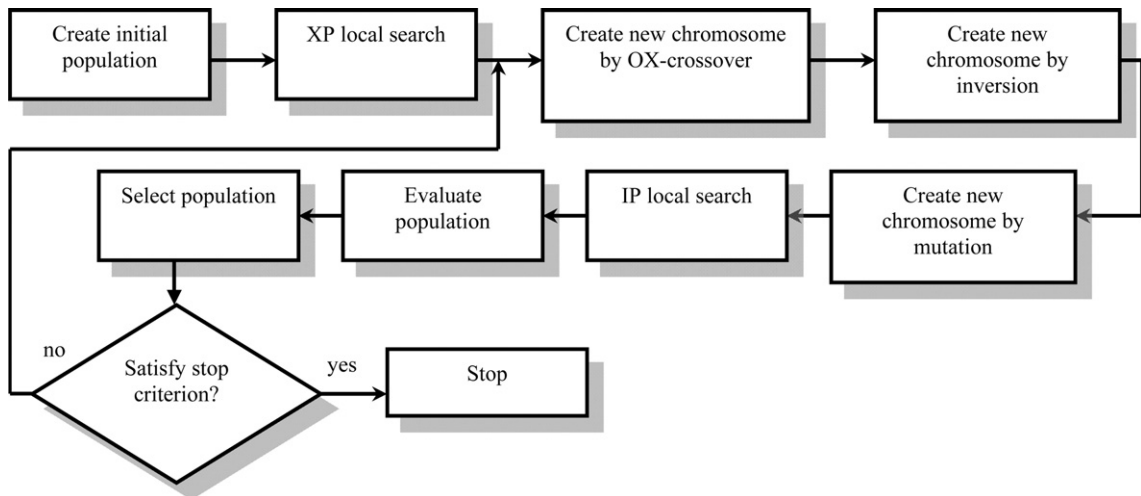 Create initial
population
XP local search
Create new chromosome
by OX-crossover
Create new
chromosome by
inversion
Select population
Evaluate
population
IP local search
Create new
chromosome by
mutation
no
Satisfy stop
criterion?
yes
Stop